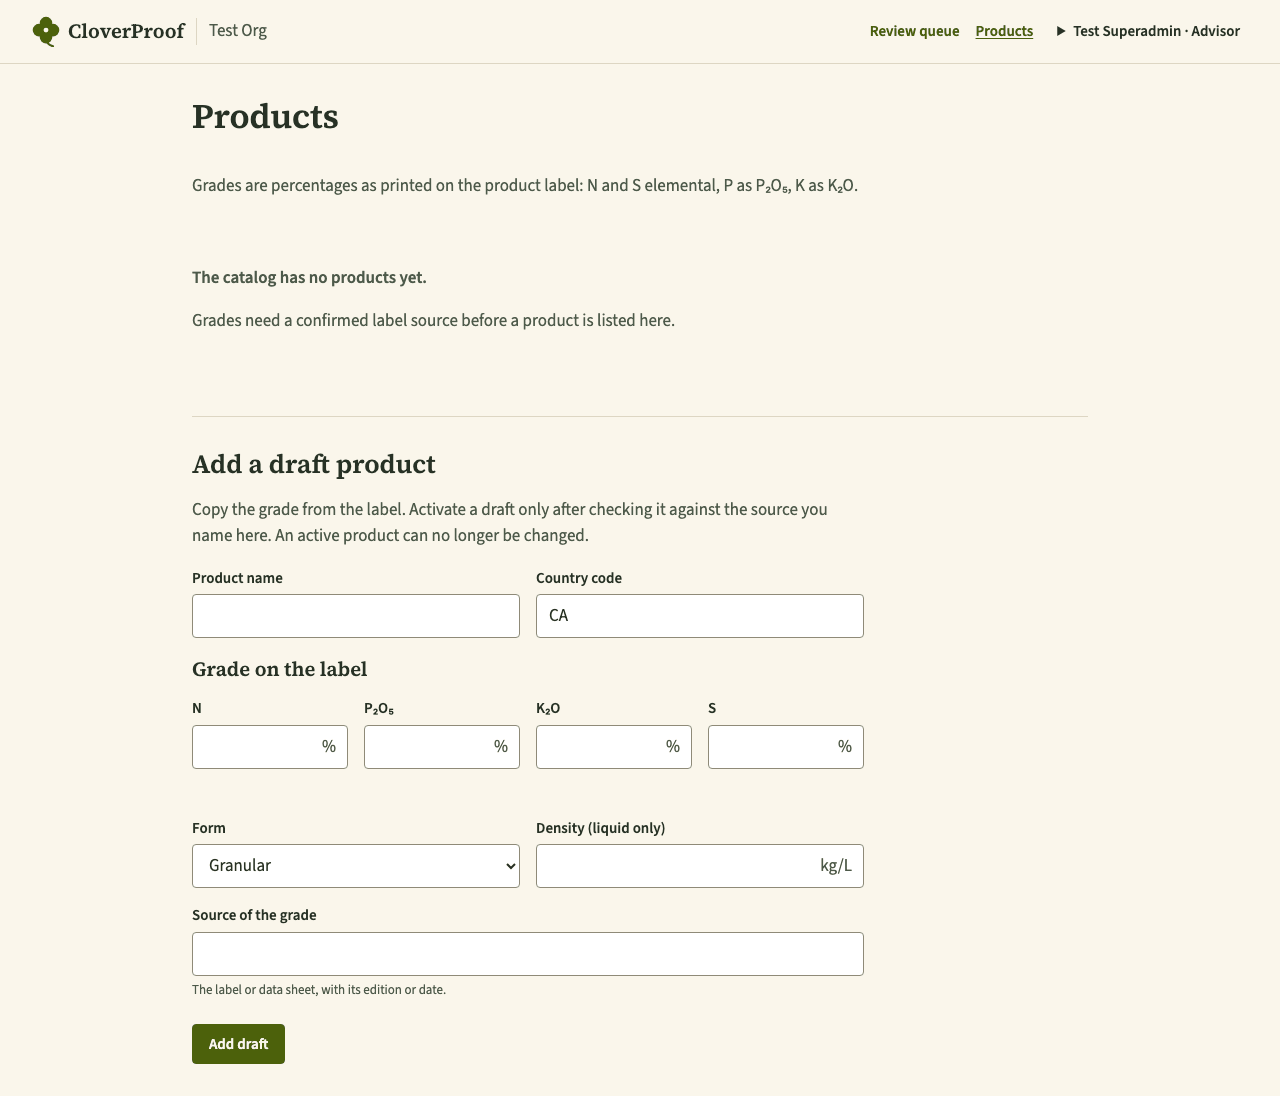 CloverProof
Test Org
Review queue
Products
▶ Test Superadmin · Advisor
Products
Grades are percentages as printed on the product label: N and S elemental, P as P₂O₅, K as K₂O.
The catalog has no products yet.
Grades need a confirmed label source before a product is listed here.
Add a draft product
Copy the grade from the label. Activate a draft only after checking it against the source you
name here. An active product can no longer be changed.
Product name
Country code
CA
Grade on the label
N
P₂O₅
K₂O
S
%
%
%
%
Form
Density (liquid only)
Granular
kg/L
Source of the grade
The label or data sheet, with its edition or date.
Add draft